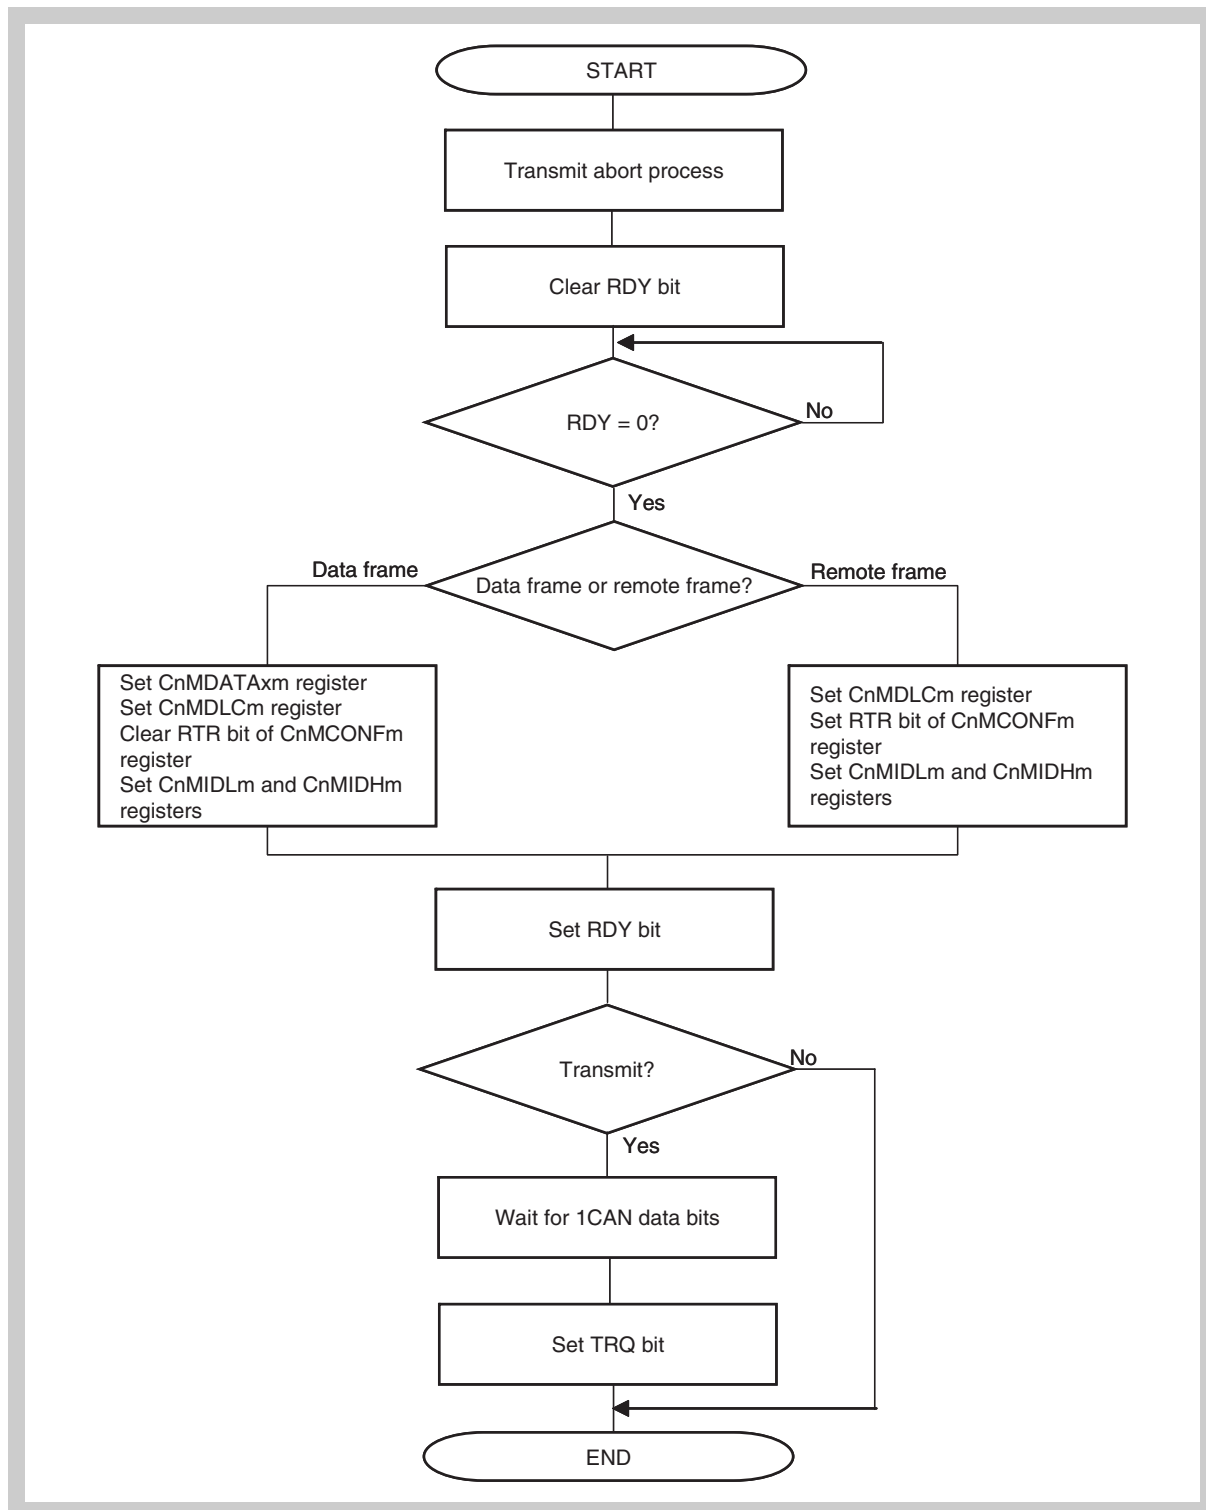 START
Transmit abort process
Clear RDY bit
RDY = 0?
No
Yes
Data frame or remote frame?
Data frame
Remote frame
Set CnMDATAxm register
Set CnMDLCm register
Clear RTR bit of CnMCONFm
register
Set CnMIDLm and CnMIDHm
registers
Set CnMDLCm register
Set RTR bit of CnMCONFm
register
Set CnMIDLm and CnMIDHm
registers
Set RDY bit
Transmit?
No
Yes
Wait for 1CAN data bits
Set TRQ bit
END